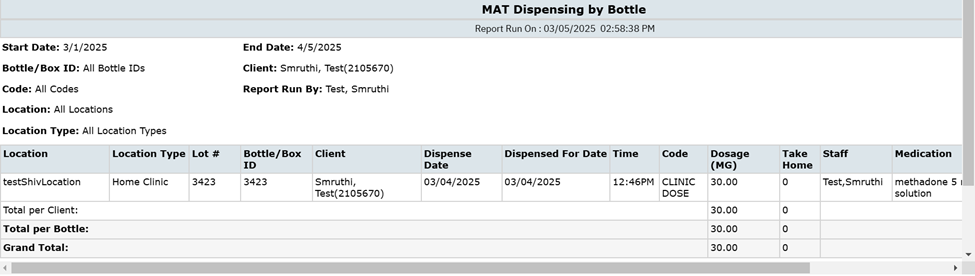 MAT Dispensing by Bottle
Report Run On : 03/05/2025 02:58:38 PM
Start Date: 3/1/2025 End Date: 4/5/2025
Bottle/Box ID: All Bottle IDs Client: Smruthi, Test(2105670)
Code: All Codes Report Run By: Test, Smruthi
Location: All Locations
Location Type: All Location Types
Location Location Type Lot # Bottle/Box Client Dispense Dispensed For Date Time Code Dosage Take Staff Medication
ID Date (MG) Home
testShivLocation Home Clinic 3423 3423 Smruthi, 03/04/2025 03/04/2025 12:46PM CLINIC 30.00 0 Test,Smruthi methadone 5
Test(2105670) DOSE solution
Total per Client: 30.00 0
Total per Bottle: 30.00 0
Grand Total: 30.00 0